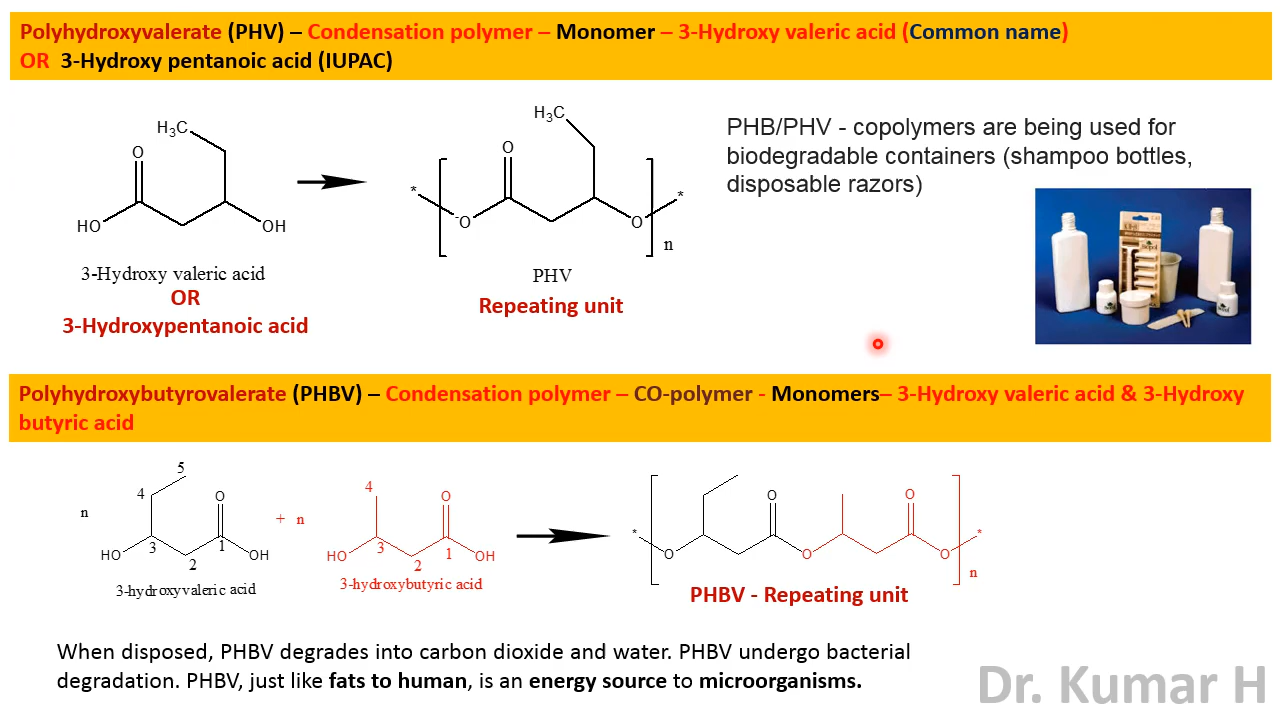 Polyhydroxyvalerate (PHV) – Condensation polymer – Monomer – 3-Hydroxy valeric acid (Common name)
OR 3-Hydroxy pentanoic acid (IUPAC)
H3C
O
HO
OH
3-Hydroxy valeric acid
OR
3-Hydroxypentanoic acid
H3C
O
*
*
O
O
n
PHV
Repeating unit
PHB/PHV - copolymers are being used for
biodegradable containers (shampoo bottles,
disposable razors)
Polyhydroxybutyrovalerate (PHBV) – Condensation polymer – CO-polymer - Monomers– 3-Hydroxy valeric acid & 3-Hydroxy
butyric acid
n
5
4
O
HO
3
1
OH
2
3-hydroxyvaleric acid
+ n
4
O
HO
3
1
OH
2
3-hydroxybutyric acid
O
O
*
*
O
O
O
n
PHBV - Repeating unit
When disposed, PHBV degrades into carbon dioxide and water. PHBV undergo bacterial
degradation. PHBV, just like fats to human, is an energy source to microorganisms.
Dr. Kumar H